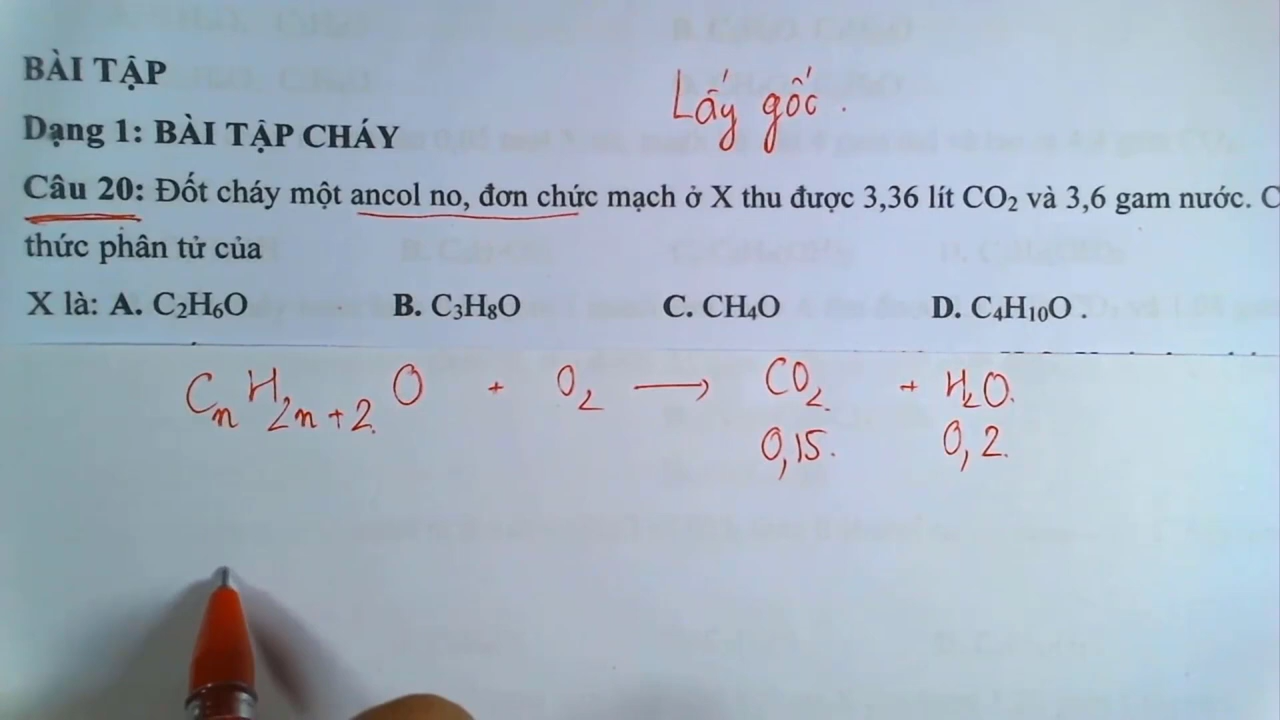 BÀI TẬP
Lấy gốc.
Dạng 1: BÀI TẬP CHÁY
Câu 20: Đốt cháy một ancol no, đơn chức mạch ở X thu được 3,36 lít CO₂ và 3,6 gam nước. C
thức phân tử của
X là: A. C₂H₆O B. C₃H₈O C. CH₄O D. C₄H₁₀O .
CₙH₂ₙ₊₂O + O₂ ⟶ CO₂ + H₂O.
0,15. 0,2.